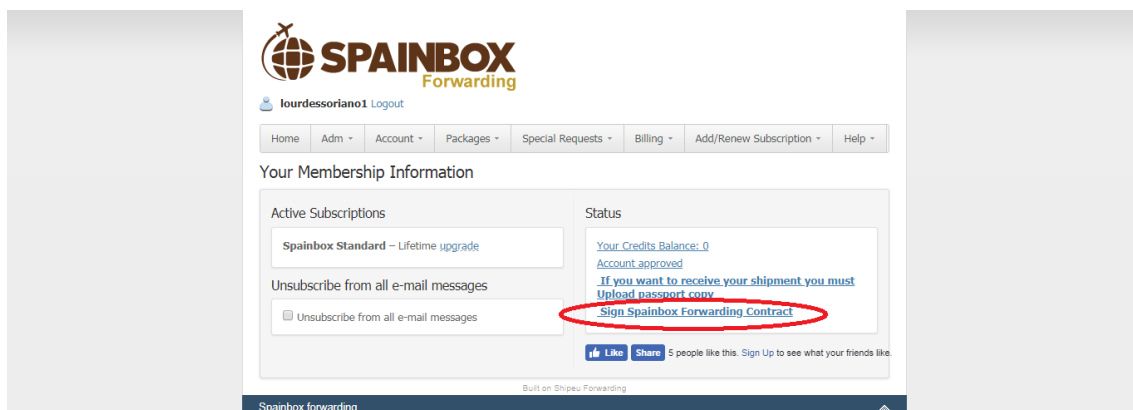 SPAINBOX
Forwarding
lourdessoriano1 Logout
Home Adm Account Packages Special Requests Billing Add/Renew Subscription Help
Your Membership Information
Active Subscriptions
Spainbox Standard – Lifetime upgrade
Unsubscribe from all e-mail messages
Unsubscribe from all e-mail messages
Status
Your Credits Balance: 0
Account approved
If you want to receive your shipment you must
Upload passport copy
Sign Spainbox Forwarding Contract
Like Share 5 people like this. Sign Up to see what your friends like.
Built on Shipeu Forwarding
Spainbox forwarding